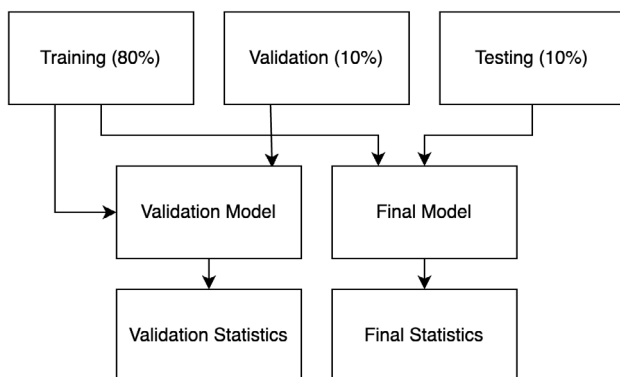 Training (80%)
Validation (10%)
Testing (10%)
Validation Model
Final Model
Validation Statistics
Final Statistics